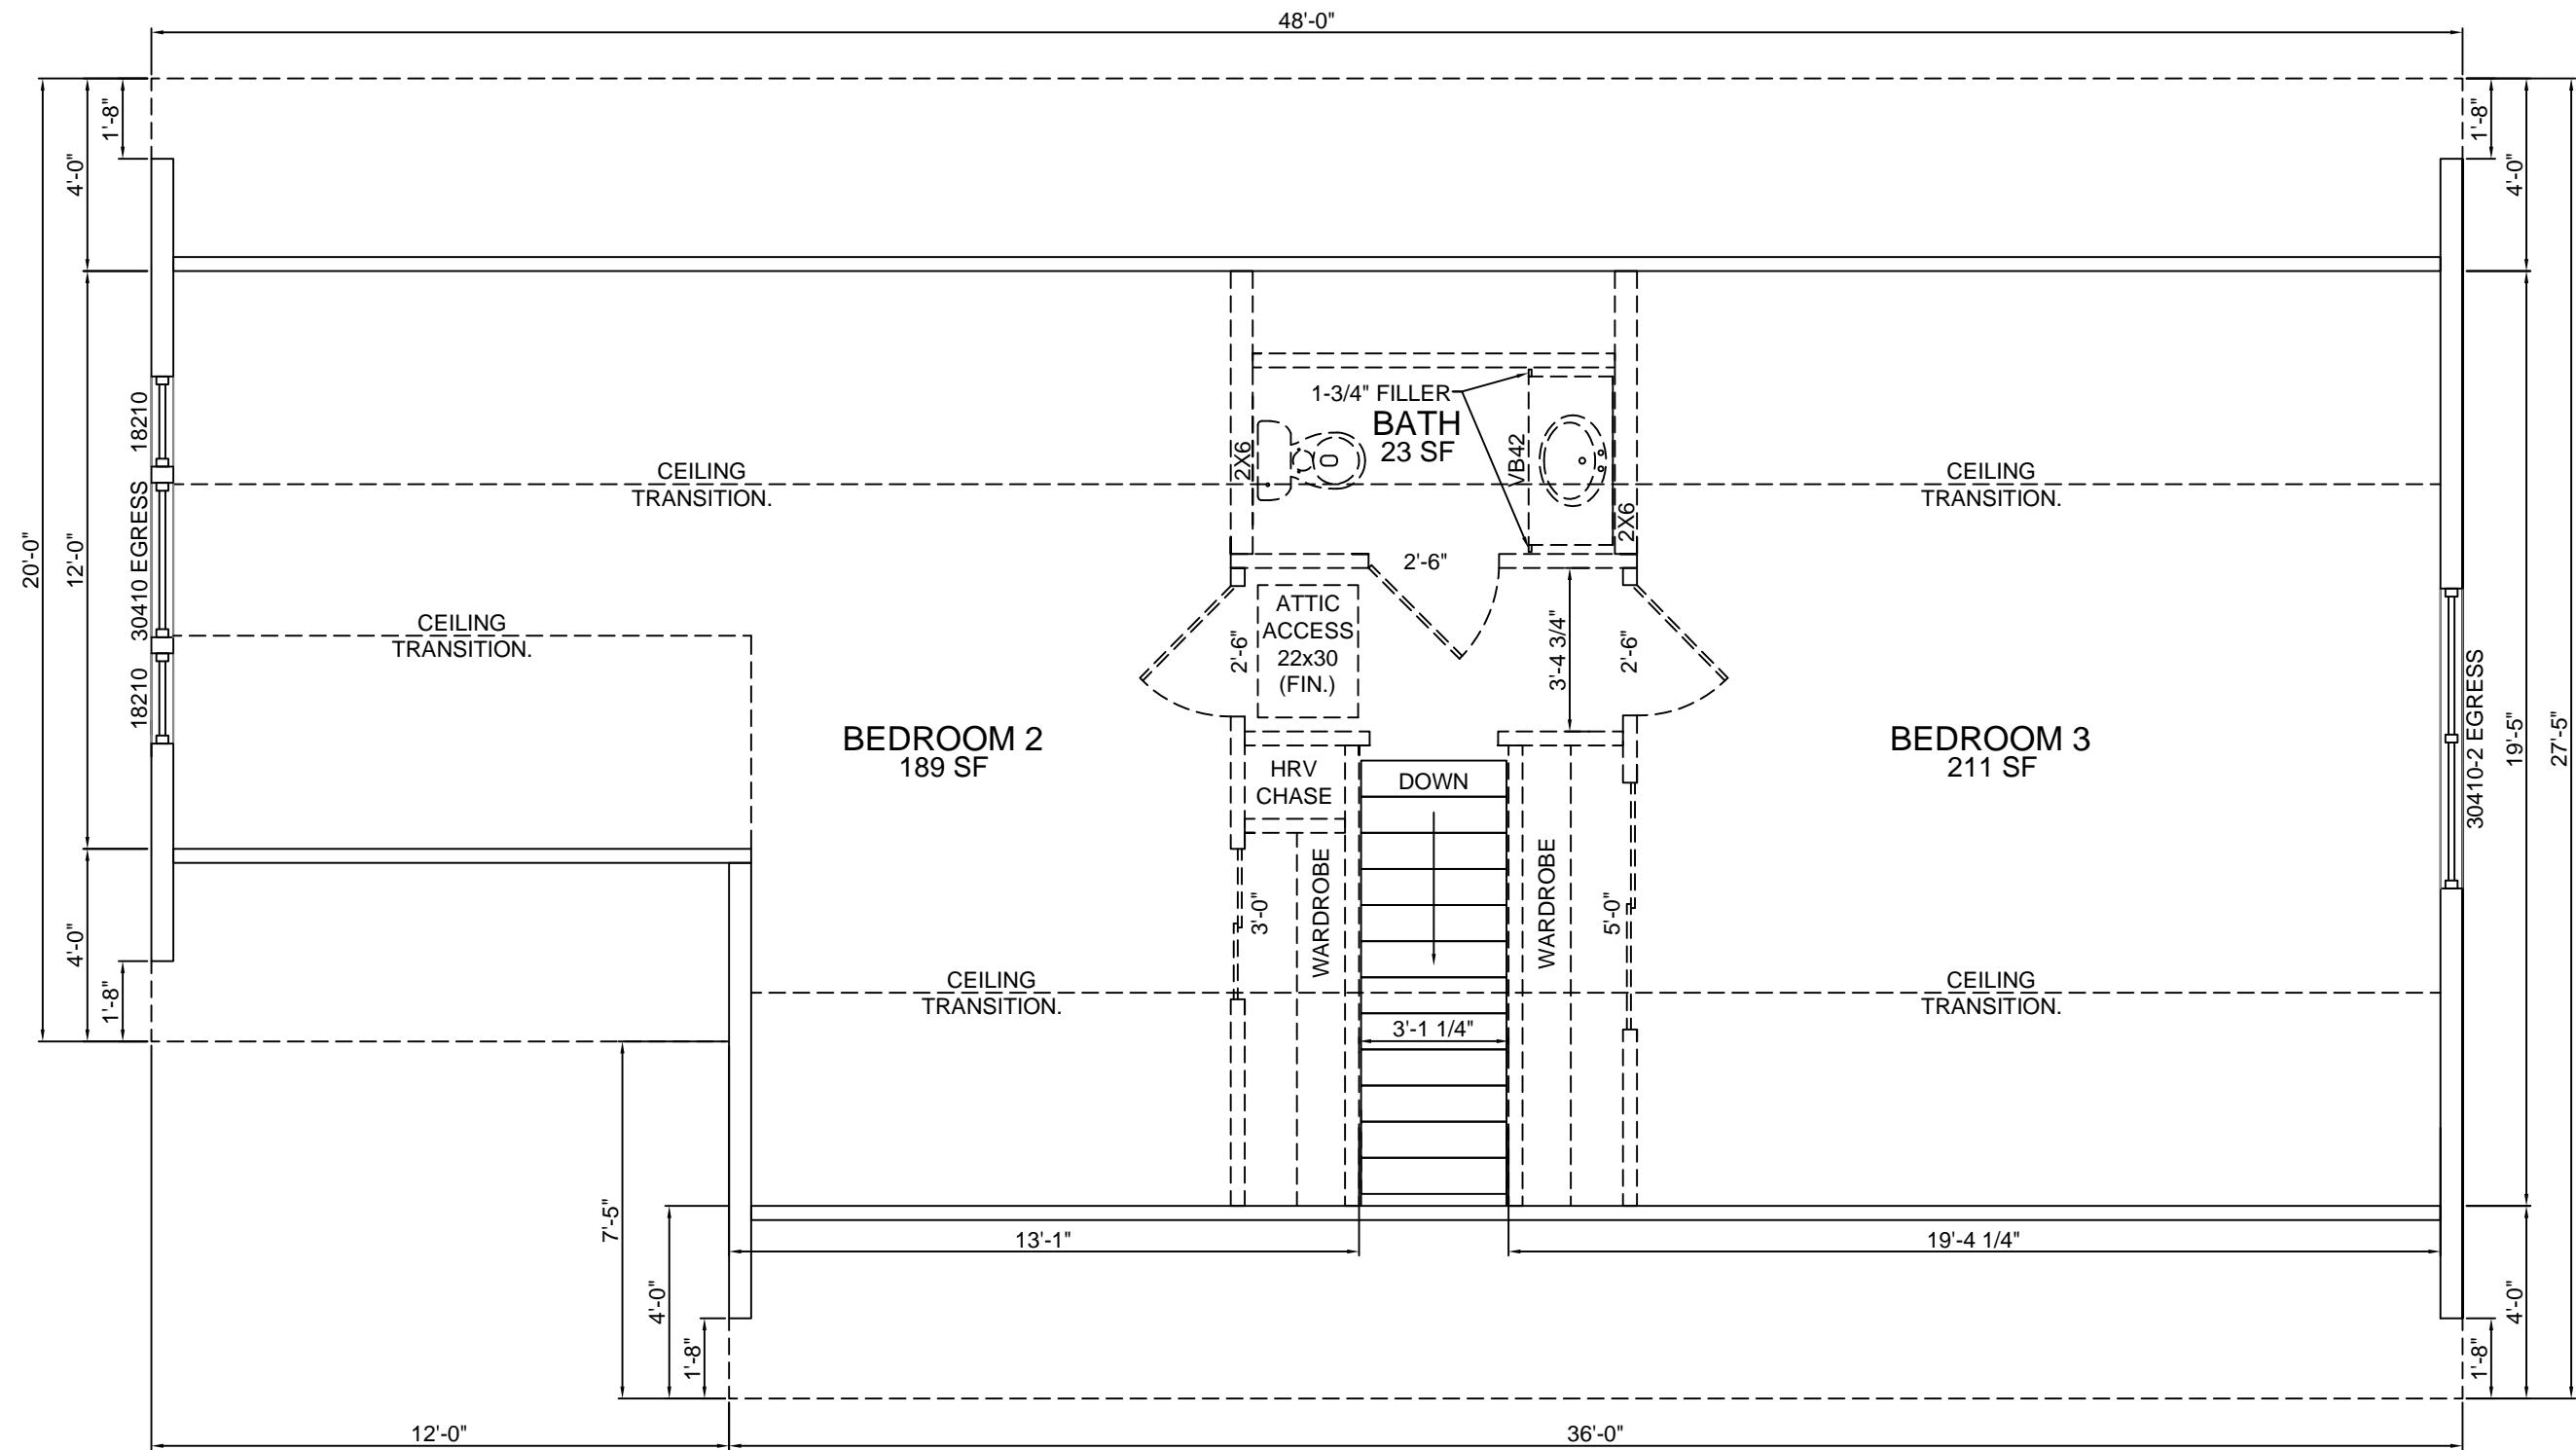 48'-0"
1'-8"
4'-0"
20'-0"
12'-0"
4'-0"
1'-8"
18210
30410 EGRESS
18210
1'-8"
4'-0"
19'-5"
27'-5"
30410-2 EGRESS
4'-0"
1'-8"
1-3/4" FILLER
BATH
23 SF
2X6
VB42
2X6
CEILING
TRANSITION.
CEILING
TRANSITION.
CEILING
TRANSITION.
2'-6"
ATTIC
ACCESS
22x30
(FIN.)
2'-6"
3'-4 3/4"
2'-6"
BEDROOM 2
189 SF
BEDROOM 3
211 SF
HRV
CHASE
DOWN
WARDROBE
WARDROBE
3'-0"
5'-0"
CEILING
TRANSITION.
CEILING
TRANSITION.
3'-1 1/4"
7'-5"
4'-0"
1'-8"
13'-1"
19'-4 1/4"
12'-0"
36'-0"